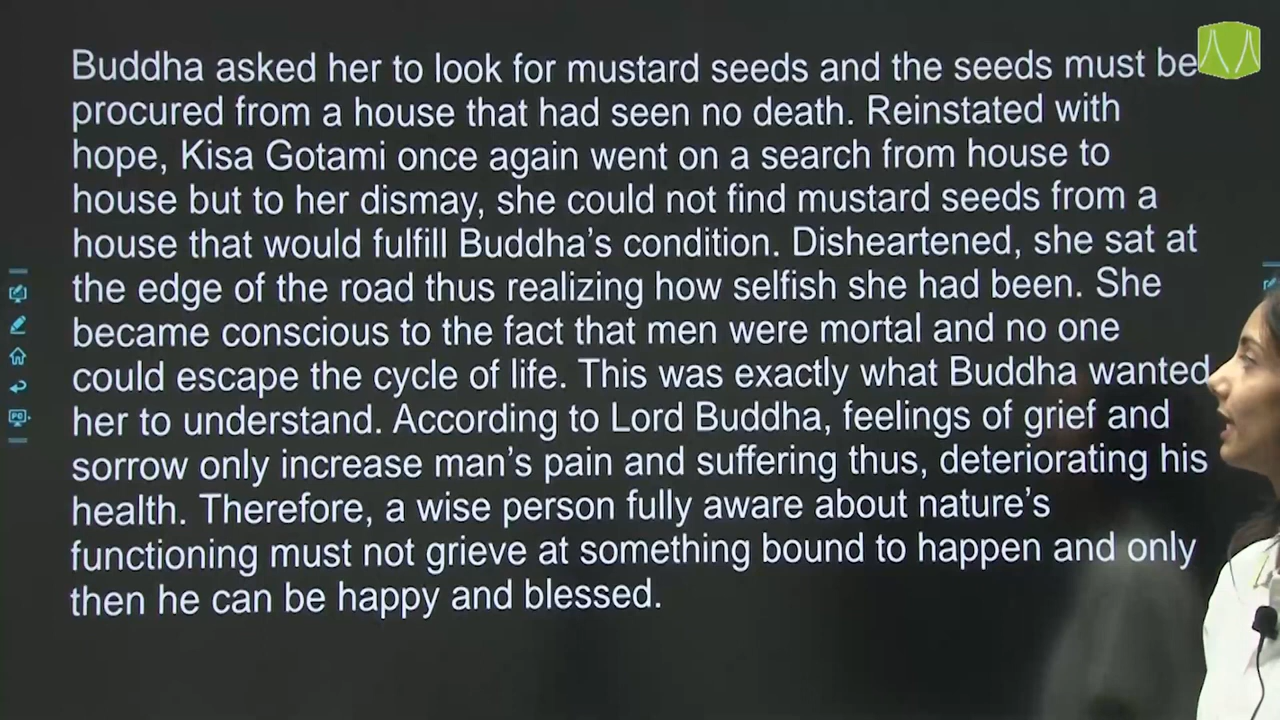 Buddha asked her to look for mustard seeds and the seeds must be
procured from a house that had seen no death. Reinstated with
hope, Kisa Gotami once again went on a search from house to
house but to her dismay, she could not find mustard seeds from a
house that would fulfill Buddha's condition. Disheartened, she sat at
the edge of the road thus realizing how selfish she had been. She
became conscious to the fact that men were mortal and no one
could escape the cycle of life. This was exactly what Buddha wanted
her to understand. According to Lord Buddha, feelings of grief and
sorrow only increase man's pain and suffering thus, deteriorating his
health. Therefore, a wise person fully aware about nature's
functioning must not grieve at something bound to happen and only
then he can be happy and blessed.
PC